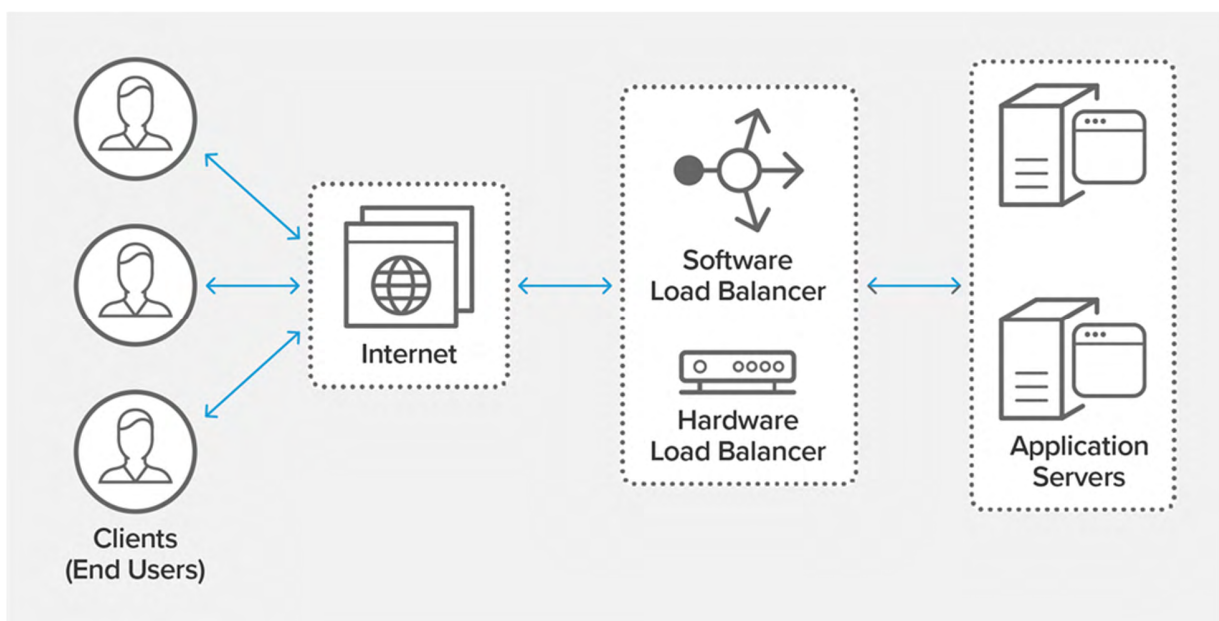 Clients
(End Users)
Internet
Software
Load Balancer
Hardware
Load Balancer
Application
Servers